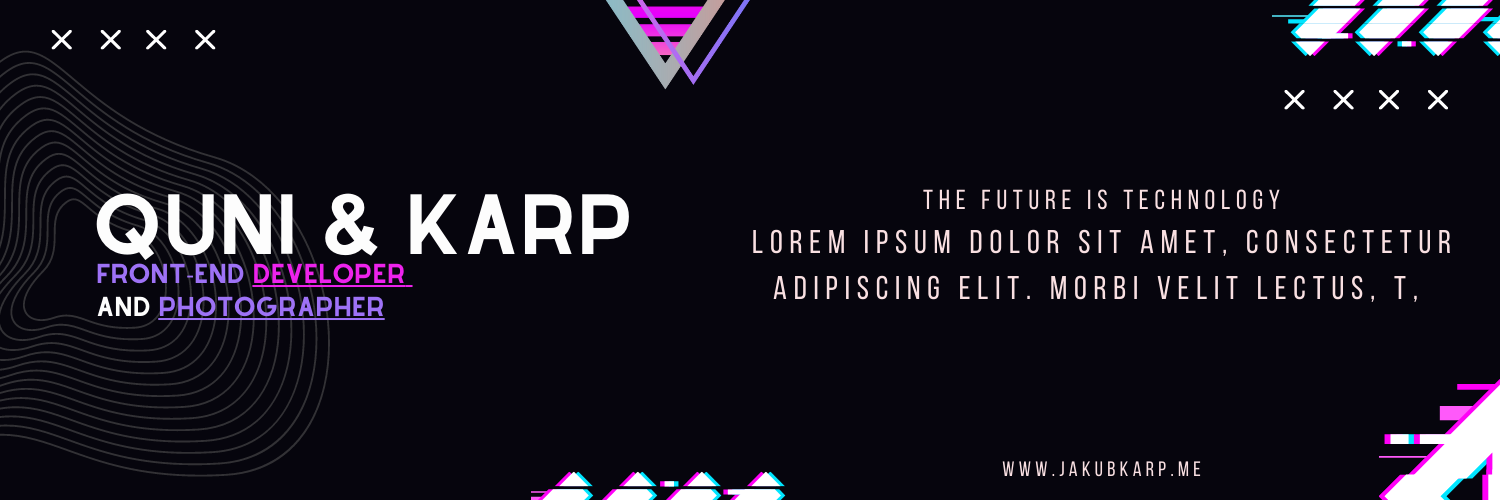 QUNI & KARP
FRONT-END DEVELOPER
AND PHOTOGRAPHER
THE FUTURE IS TECHNOLOGY
LOREM IPSUM DOLOR SIT AMET, CONSECTETUR
ADIPISCING ELIT. MORBI VELIT LECTUS, T,
WWW.JAKUBKARP.ME